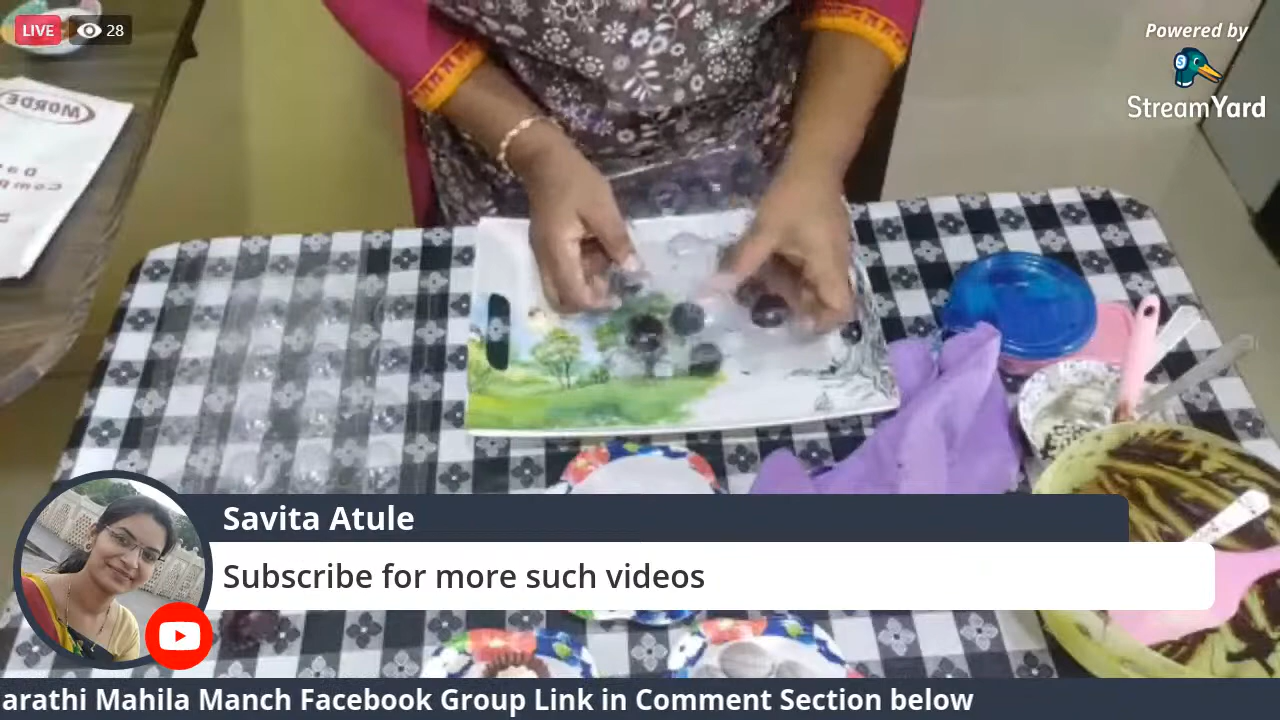 LIVE 28
Powered by
StreamYard
MORDE
Savita Atule
Subscribe for more such videos
arathi Mahila Manch Facebook Group Link in Comment Section below